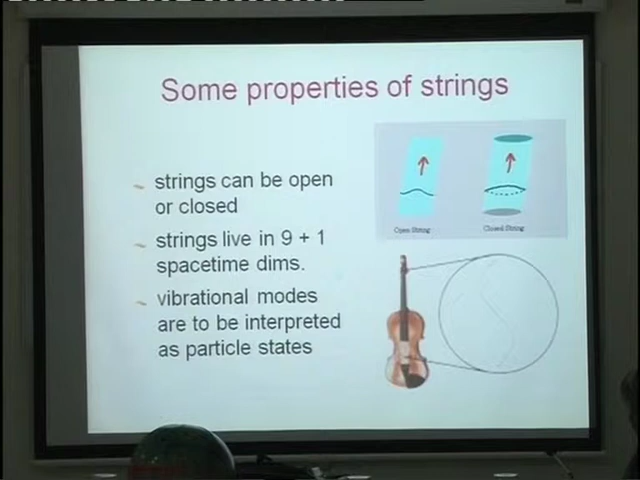 Some properties of strings
strings can be open
or closed
strings live in 9 + 1
spacetime dims.
vibrational modes
are to be interpreted
as particle states
Open String
Closed String